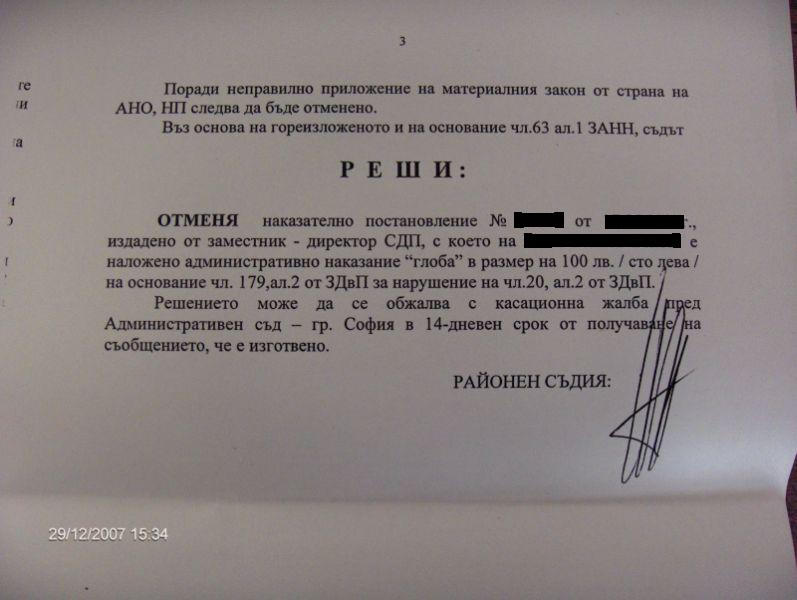 3
ге
ги
Поради неправилно приложение на материалния закон от страна на
АНО, НП следва да бъде отменено.
та
Въз основа на гореизложеното и на основание чл.63 ал.1 ЗАНН, съдът
Р Е Ш И :
ОТМЕНЯ наказателно постановление № от г.,
издадено от заместник - директор СДП, с което на е
наложено административно наказание “глоба” в размер на 100 лв. / сто лева /
на основание чл. 179,ал.2 от ЗДвП за нарушение на чл.20, ал.2 от ЗДвП.
Решението може да се обжалва с касационна жалба пред
Административен съд – гр. София в 14-дневен срок от получаване на
съобщението, че е изготвено.
РАЙОНЕН СЪДИЯ:
29/12/2007 15:34